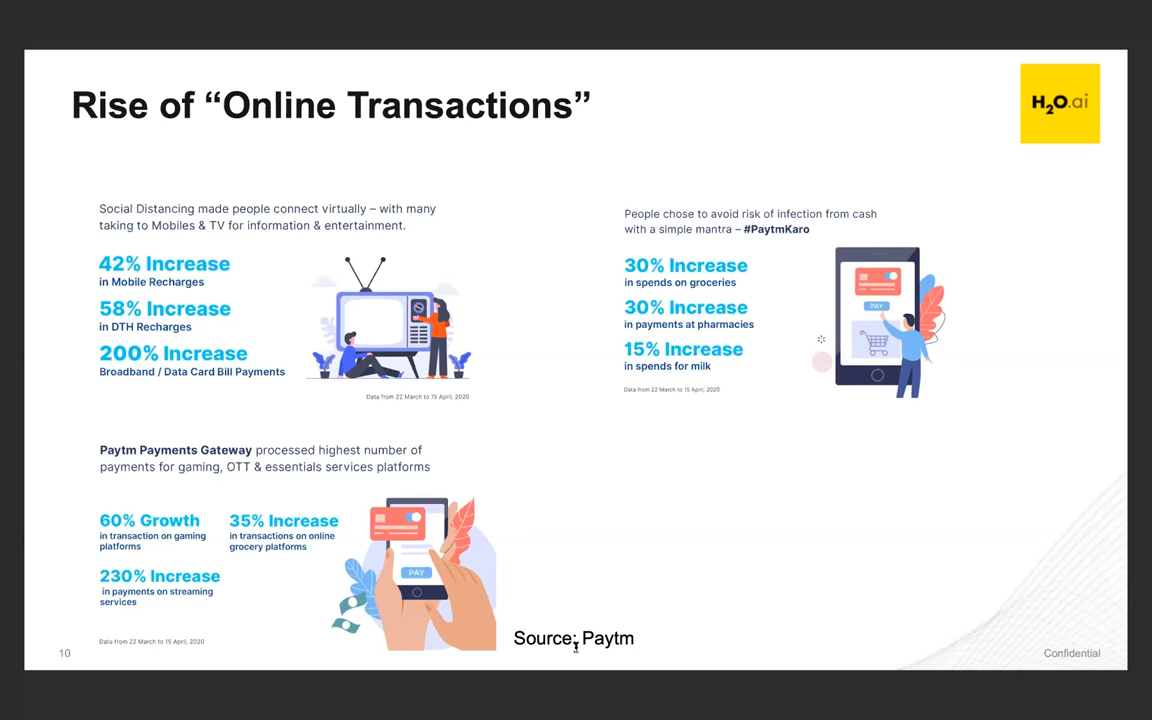 Rise of “Online Transactions”
H2O.ai
Social Distancing made people connect virtually – with many
taking to Mobiles & TV for information & entertainment.
42% Increase
in Mobile Recharges
58% Increase
in DTH Recharges
200% Increase
Broadband / Data Card Bill Payments
Data from 22 March to 15 April, 2020
People chose to avoid risk of infection from cash
with a simple mantra – #PaytmKaro
30% Increase
in spends on groceries
30% Increase
in payments at pharmacies
15% Increase
in spends for milk
Data from 22 March to 15 April, 2020
PAY
Paytm Payments Gateway processed highest number of
payments for gaming, OTT & essentials services platforms
60% Growth
in transaction on gaming
platforms
35% Increase
in transactions on online
grocery platforms
230% Increase
in payments on streaming
services
Data from 22 March to 15 April, 2020
PAY
Source: Paytm
10
Confidential